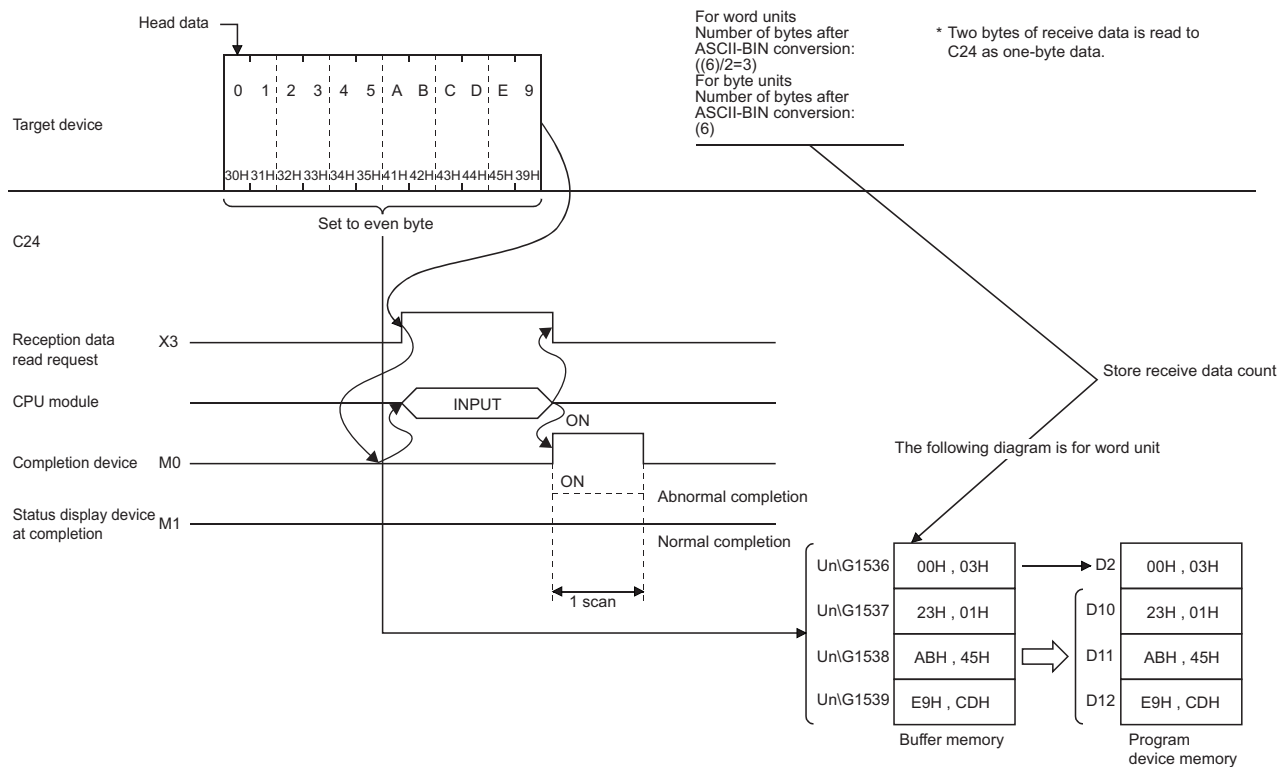 Head data
For word units
Number of bytes after
ASCII-BIN conversion:
((6)/2=3)
For byte units
Number of bytes after
ASCII-BIN conversion:
(6)
* Two bytes of receive data is read to
C24 as one-byte data.
0 1 2 3 4 5 A B C D E 9
Target device
30H 31H 32H 33H 34H 35H 41H 42H 43H 44H 45H 39H
Set to even byte
C24
Reception data
read request
X3
CPU module
INPUT
Store receive data count
ON
The following diagram is for word unit
Completion device
M0
ON
Abnormal completion
Status display device
at completion
M1
Normal completion
1 scan
Un\G1536 00H , 03H D2 00H , 03H
Un\G1537 23H , 01H D10 23H , 01H
Un\G1538 ABH , 45H D11 ABH , 45H
Un\G1539 E9H , CDH D12 E9H , CDH
Buffer memory
Program
device memory